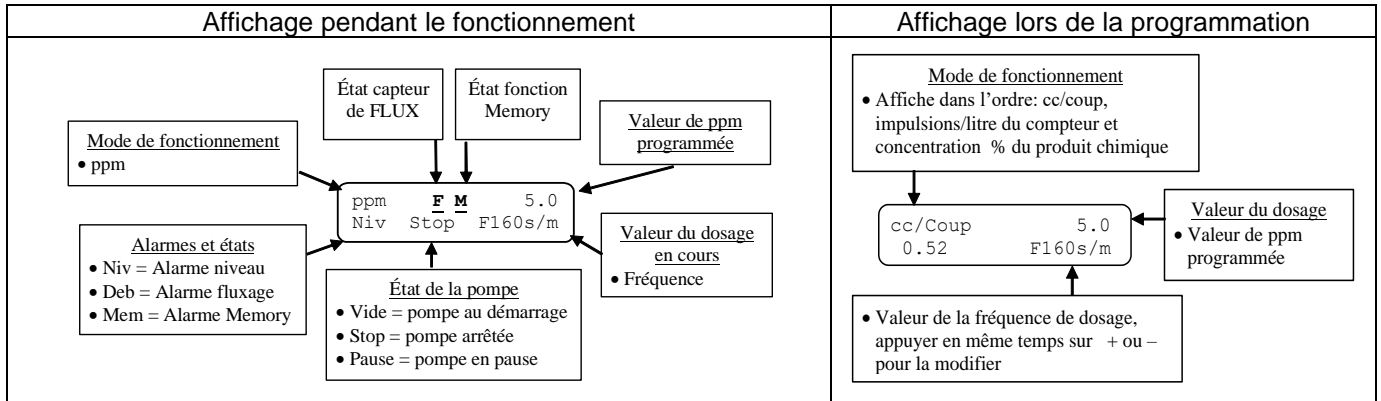 Affichage pendant le fonctionnement
Affichage lors de la programmation
État capteur
de FLUX
État fonction
Memory
Mode de fonctionnement
• ppm
Valeur de ppm
programmée
ppm F M 5.0
Niv Stop F160s/m
Alarmes et états
• Niv = Alarme niveau
• Deb = Alarme fluxage
• Mem = Alarme Memory
État de la pompe
• Vide = pompe au démarrage
• Stop = pompe arrêtée
• Pause = pompe en pause
Valeur du dosage
en cours
• Fréquence
Mode de fonctionnement
• Affiche dans l’ordre: cc/coup,
impulsions/litre du compteur et
concentration % du produit chimique
cc/Coup 5.0
0.52 F160s/m
Valeur du dosage
• Valeur de ppm
programmée
• Valeur de la fréquence de dosage,
appuyer en même temps sur + ou –
pour la modifier